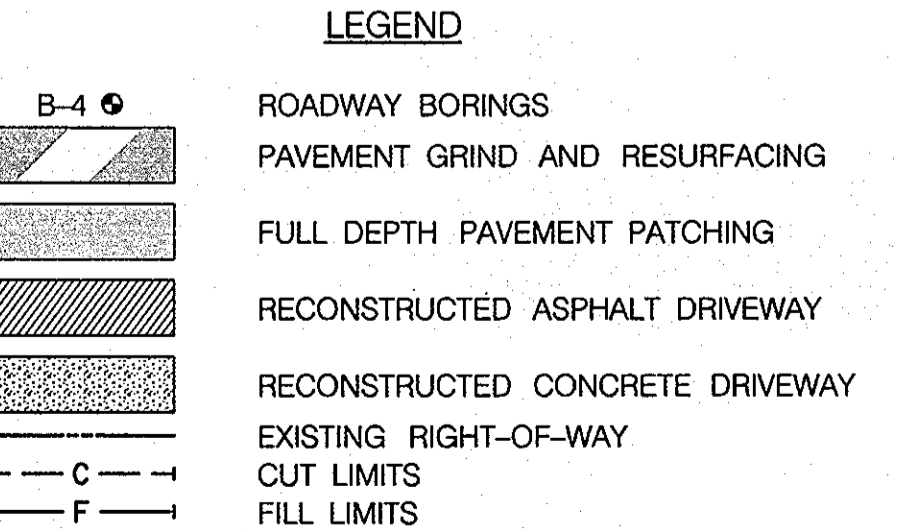 LEGEND
B-4 ROADWAY BORINGS
PAVEMENT GRIND AND RESURFACING
FULL DEPTH PAVEMENT PATCHING
RECONSTRUCTED ASPHALT DRIVEWAY
RECONSTRUCTED CONCRETE DRIVEWAY
EXISTING RIGHT-OF-WAY
C CUT LIMITS
F FILL LIMITS